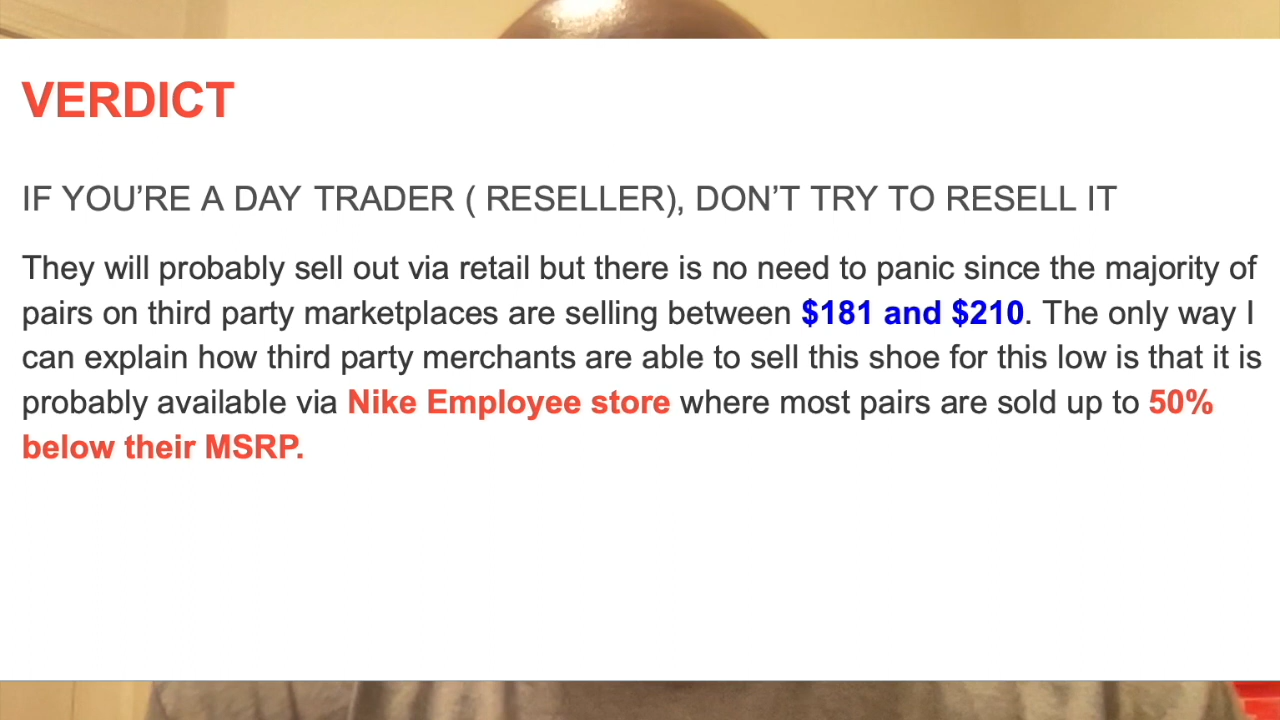 VERDICT
IF YOU’RE A DAY TRADER ( RESELLER), DON’T TRY TO RESELL IT
They will probably sell out via retail but there is no need to panic since the majority of
pairs on third party marketplaces are selling between $181 and $210. The only way I
can explain how third party merchants are able to sell this shoe for this low is that it is
probably available via Nike Employee store where most pairs are sold up to 50%
below their MSRP.